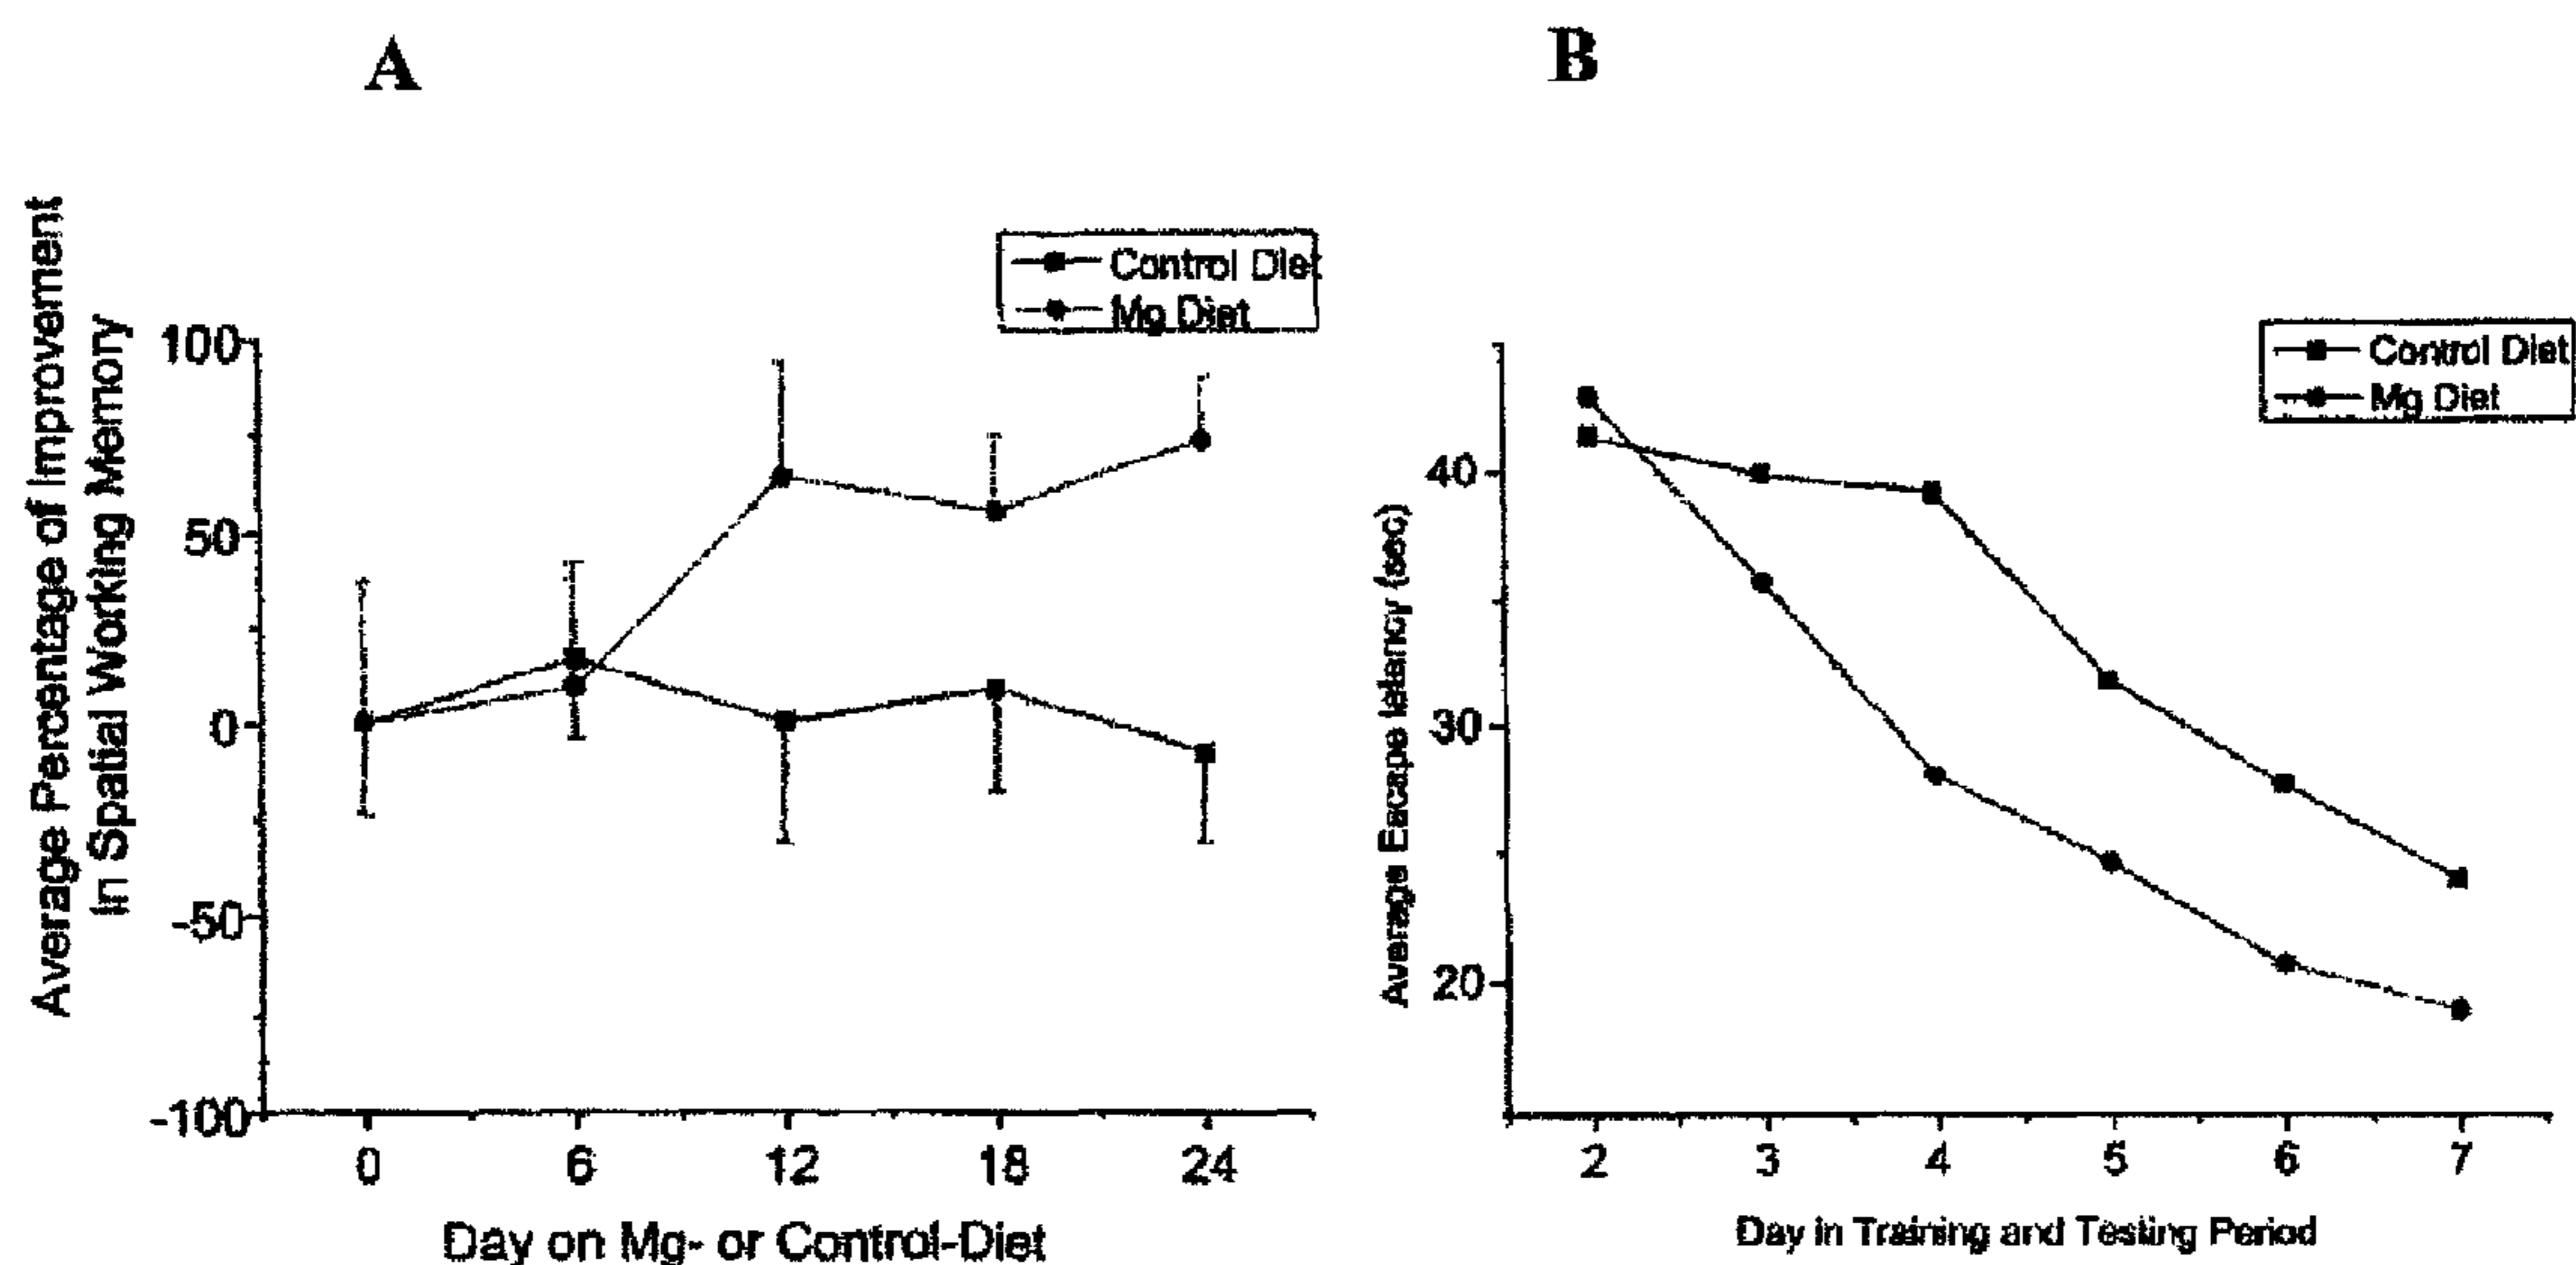 A
Average Percentage of Improvement
In Spatial Working Memory
Control Diet
Mg Diet
100
50
0
-50
-100
0 6 12 18 24
Day on Mg- or Control-Diet
B
Average Escape latency (sec)
Control Diet
Mg Diet
40
30
20
2 3 4 5 6 7
Day in Training and Testing Period